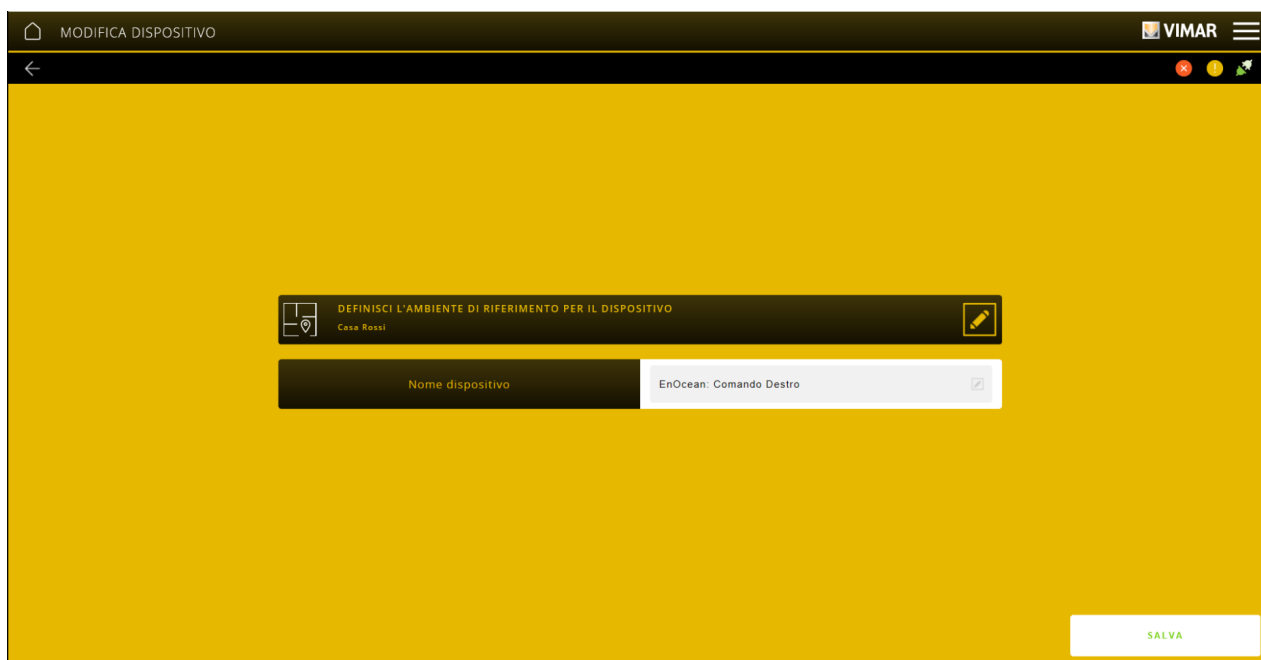 MODIFICA DISPOSITIVO
VIMAR
DEFINISCI L'AMBIENTE DI RIFERIMENTO PER IL DISPOSITIVO
Casa Rossi
Nome dispositivo
EnOcean: Comando Destro
SALVA